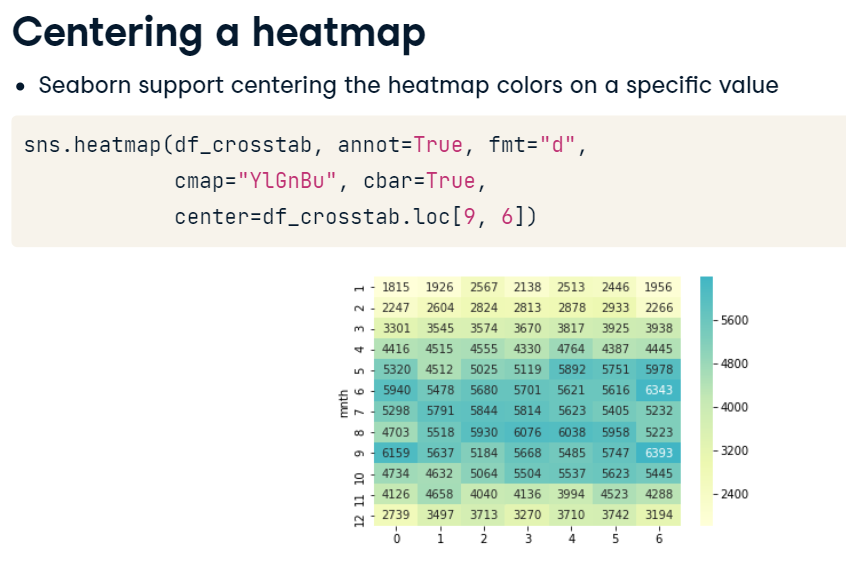 Centering a heatmap
• Seaborn support centering the heatmap colors on a specific value
sns.heatmap(df_crosstab, annot=True, fmt="d",
cmap="YlGnBu", cbar=True,
center=df_crosstab.loc[9, 6])
1 1815 1926 2567 2138 2513 2446 1956
2 2247 2604 2824 2813 2878 2933 2266
3 3301 3545 3574 3670 3817 3925 3938
4 4416 4515 4555 4330 4764 4387 4445
5 5320 4512 5025 5119 5892 5751 5978
6 5940 5478 5680 5701 5621 5616 6343
7 5298 5791 5844 5814 5623 5405 5232
8 4703 5518 5930 6076 6038 5958 5223
9 6159 5637 5184 5668 5485 5747 6393
10 4734 4632 5064 5504 5537 5623 5445
11 4126 4658 4040 4136 3994 4523 4288
12 2739 3497 3713 3270 3710 3742 3194
0 1 2 3 4 5 6
mnth
5600
4800
4000
3200
2400